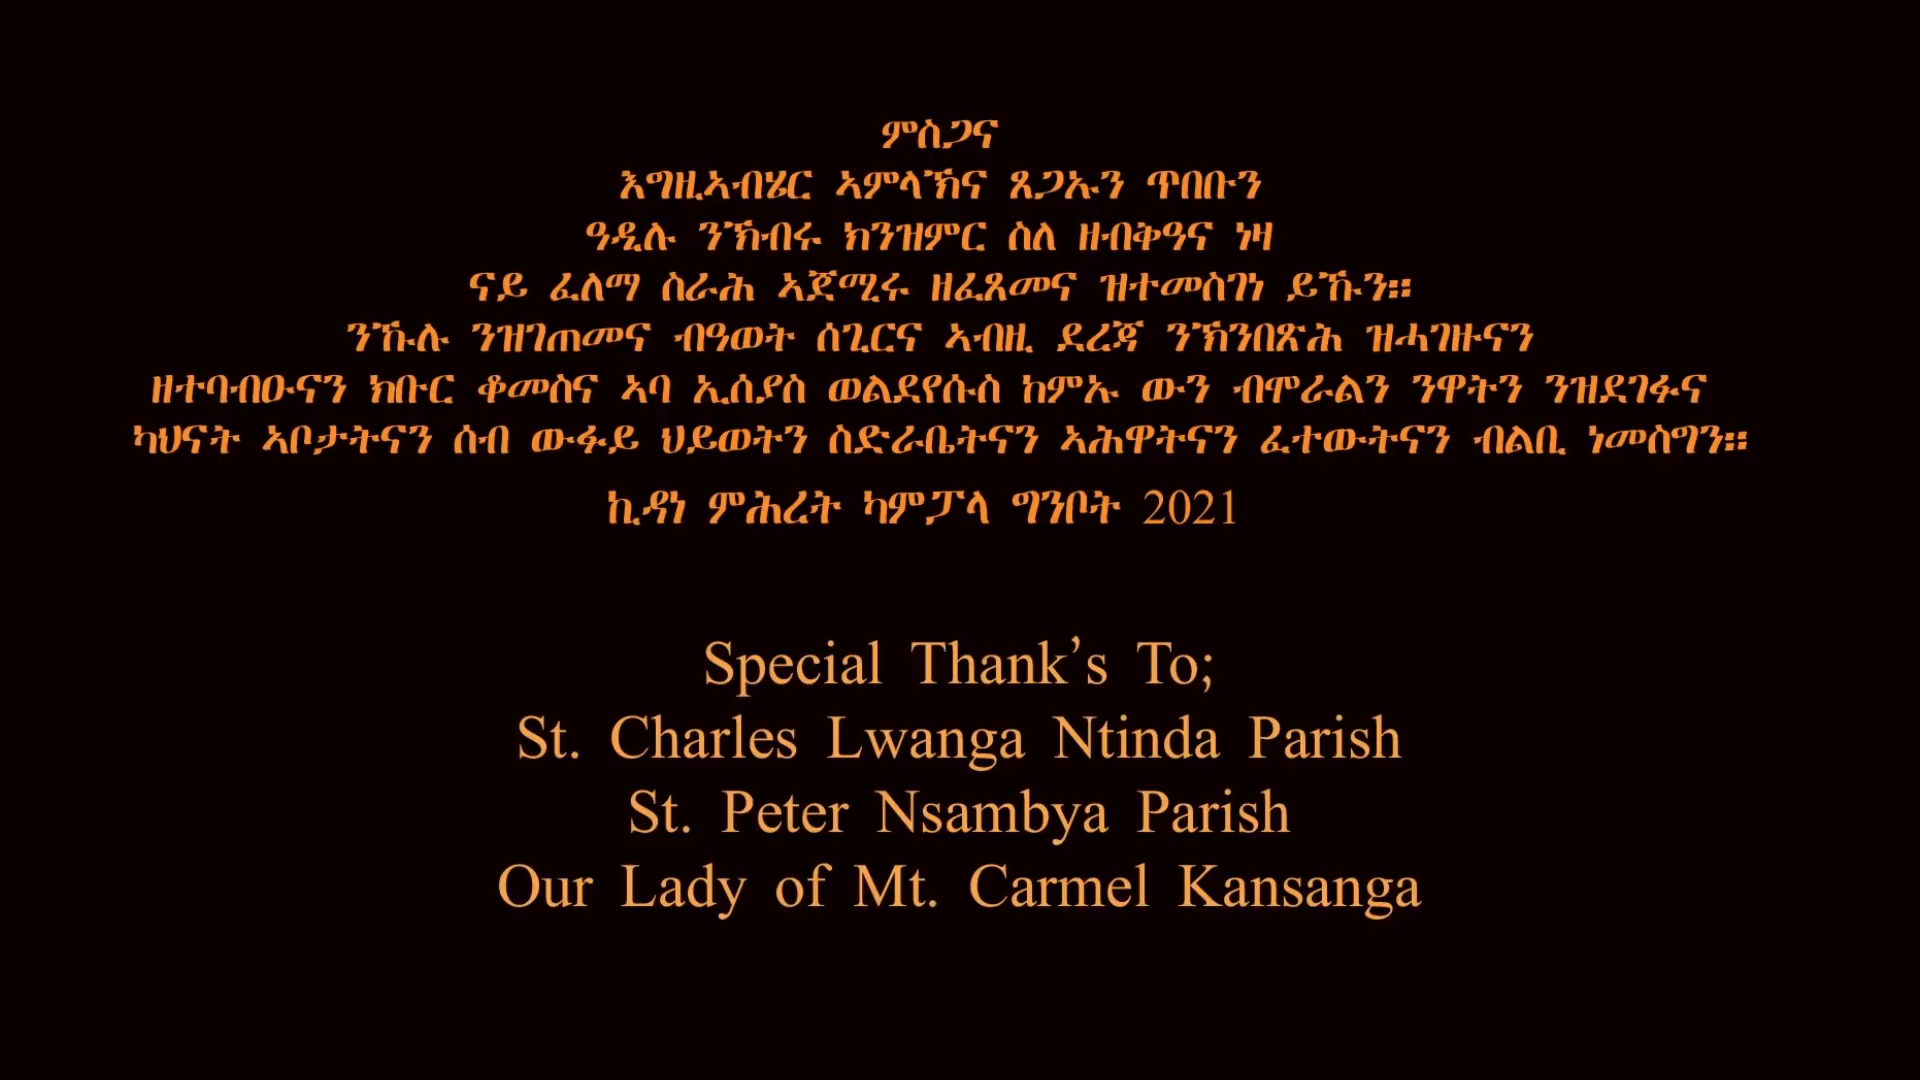 ምስጋና
እግዚኣብሄር ኣምላኽና ጸጋኡን ጥበቡን
ዓዲሉ ንኽብሩ ክንዝምር ስለ ዘብቅዓና ነዛ
ናይ ፈለማ ስራሕ ኣጀሚሩ ዘፈጸመና ዝተመስገነ ይኹን።
ንኹሉ ንዝገጠመና ብዓወት ሰጊርና ኣብዚ ደረጃ ንኽንበጽሕ ዝሓገዙናን
ዘተባብዑናን ክቡር ቆመስና ኣባ ኢሰያስ ወልደየሱስ ከምኡ ውን ብሞራልን ንዋትን ንዝደገፉና
ካህናት ኣቦታትናን ሰብ ውፉይ ህይወትን ስድራቤትናን ኣሕዋትናን ፈተውትናን ብልቢ ነመስግን።
ኪዳነ ምሕረት ካምፓላ ግንቦት 2021
Special Thank’s To;
St. Charles Lwanga Ntinda Parish
St. Peter Nsambya Parish
Our Lady of Mt. Carmel Kansanga